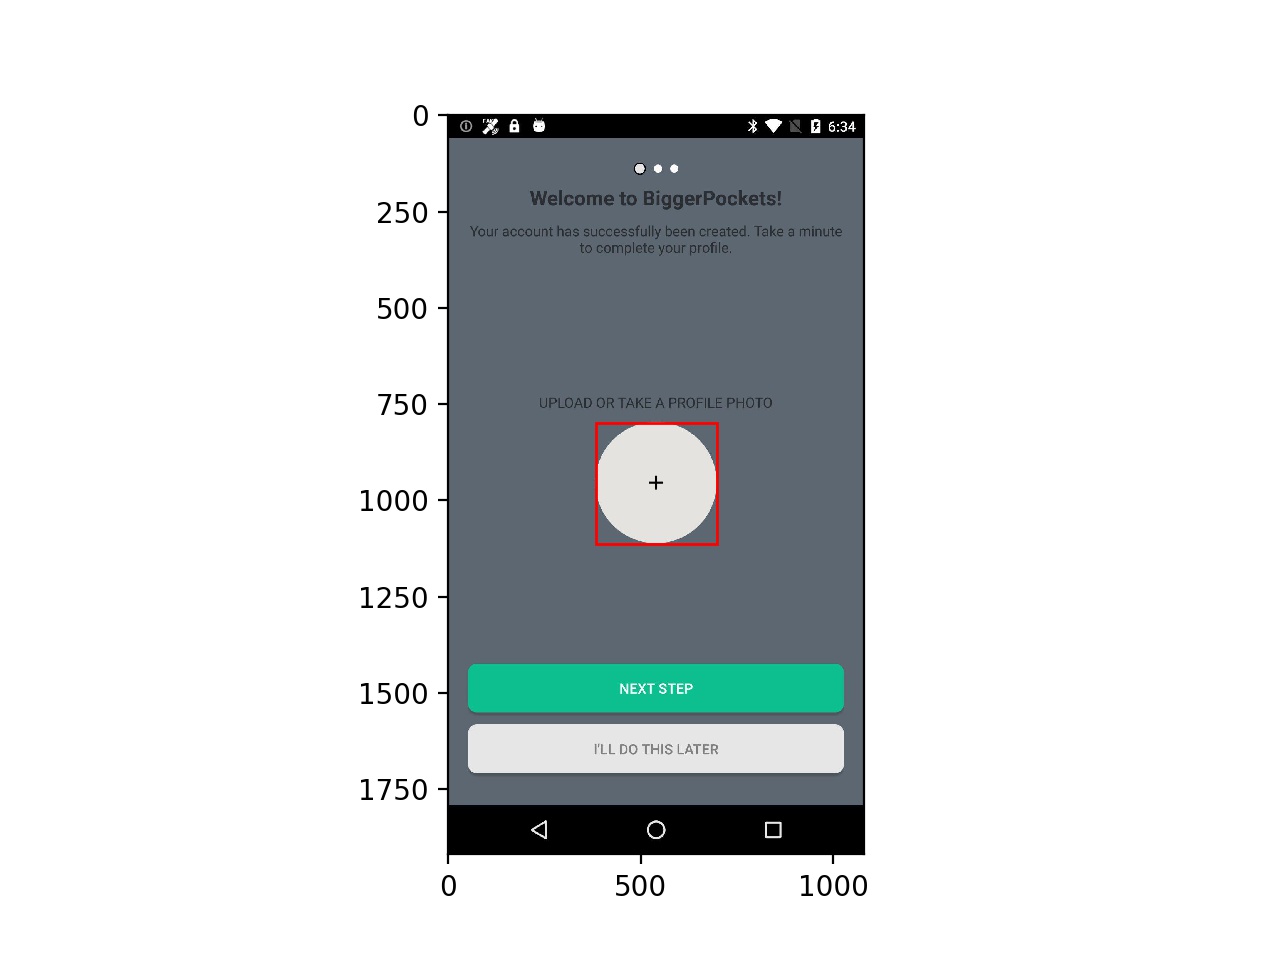 0
6:34
Welcome to BiggerPockets!
250
Your account has successfully been created. Take a minute
to complete your profile.
500
750
UPLOAD OR TAKE A PROFILE PHOTO
+
1000
1250
1500
NEXT STEP
I'LL DO THIS LATER
1750
0
500
1000